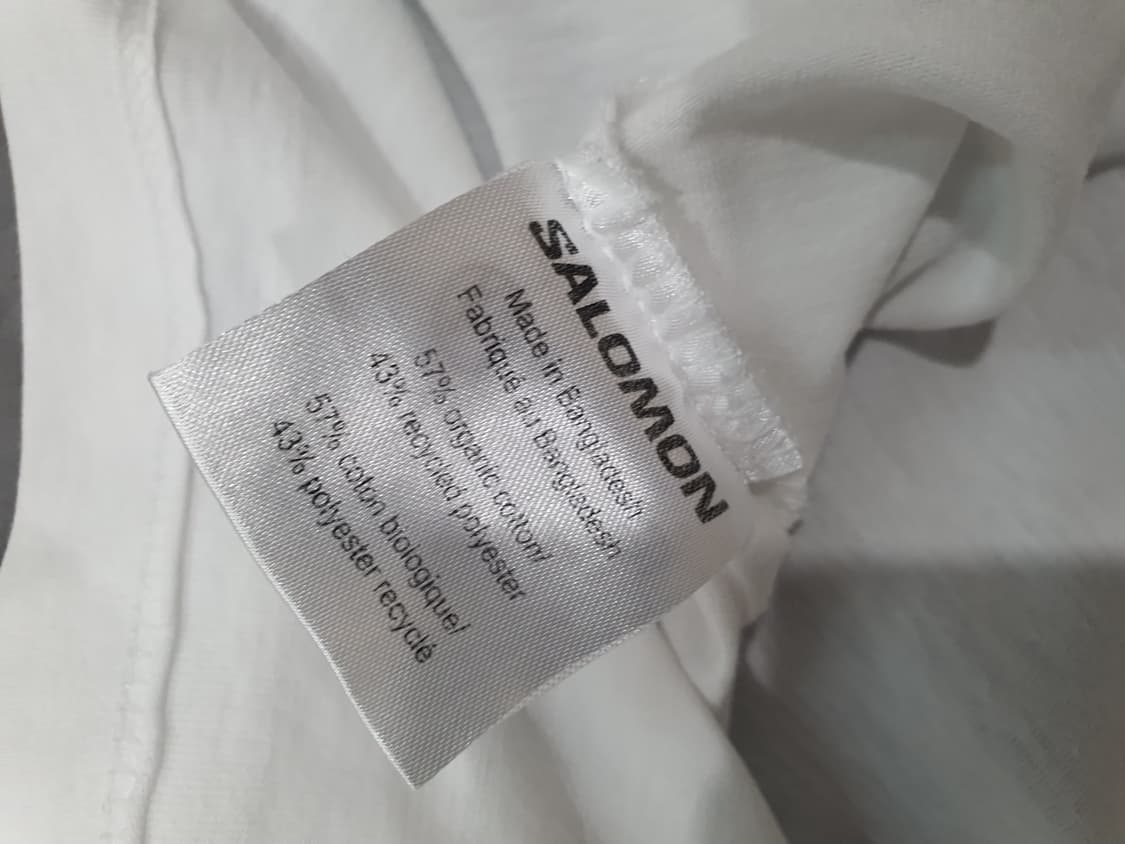 SALOMON
Made in Bangladesh/
Fabriqué au Bangladesh
57% organic cotton/
43% recycled polyester
57% coton biologique/
43% polyester recyclé